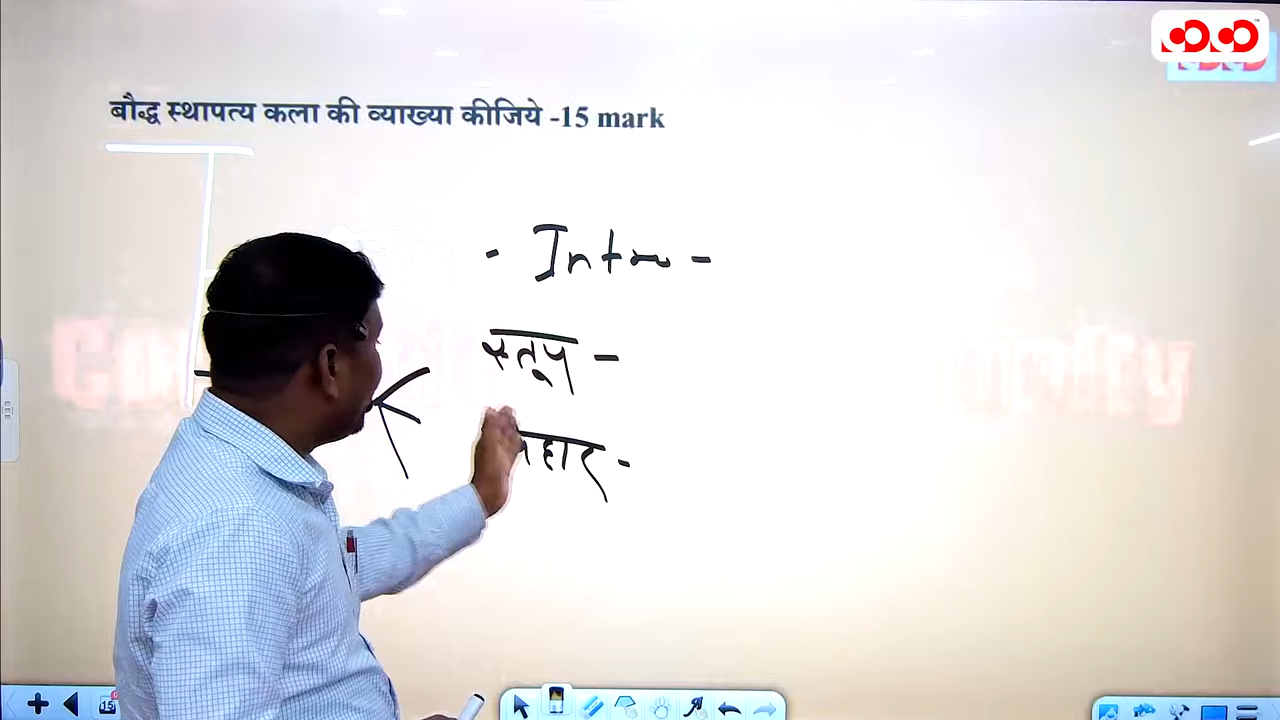 बौद्ध स्थापत्य कला की व्याख्या कीजिये -15 mark
- Intro -
स्तूप -